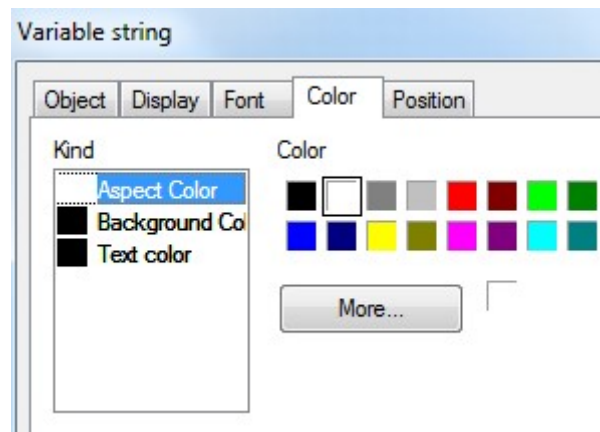 Variable string
Object Display Font Color Position
Kind Color
Aspect Color
Background Col
Text color
More...